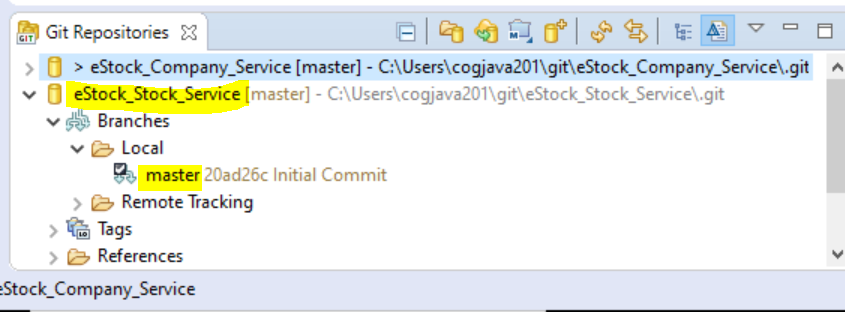 Git Repositories
> eStock_Company_Service [master] - C:\Users\cogjava201\git\eStock_Company_Service\.git
eStock_Stock_Service [master] - C:\Users\cogjava201\git\eStock_Stock_Service\.git
Branches
Local
master 20ad26c Initial Commit
Remote Tracking
Tags
References
eStock_Company_Service